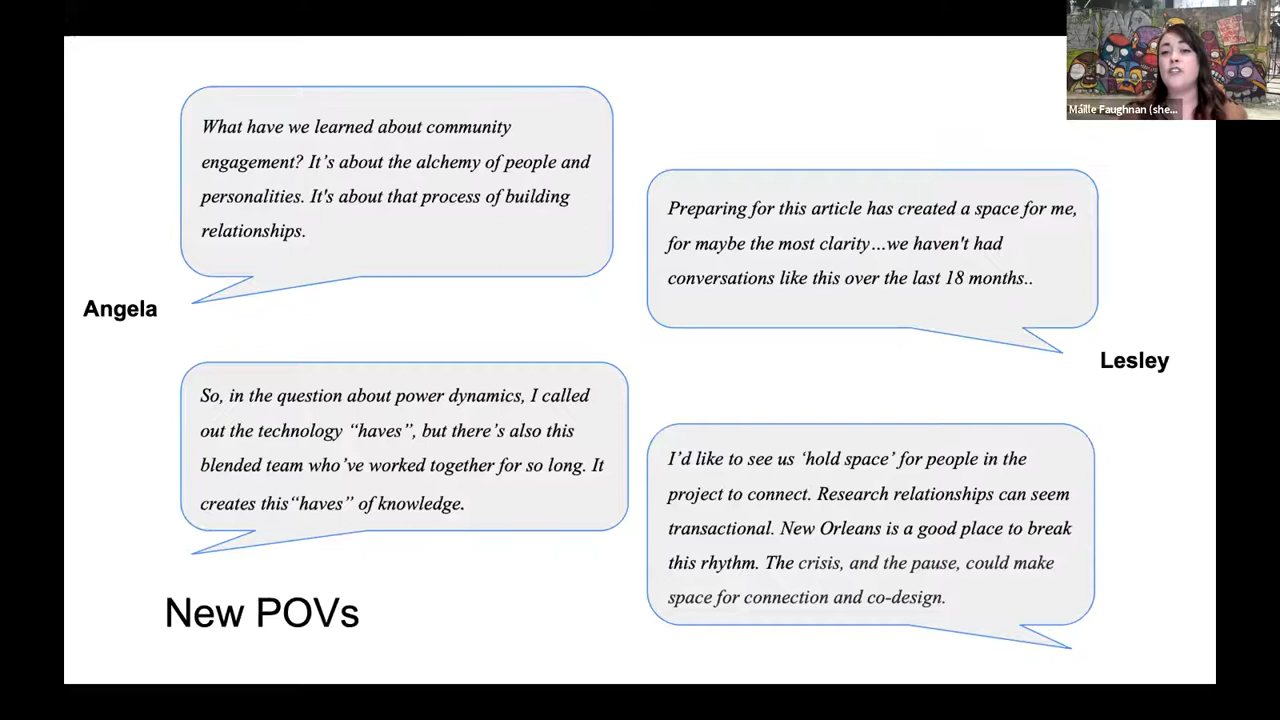 What have we learned about community
engagement? It’s about the alchemy of people and
personalities. It's about that process of building
relationships.
Angela
Preparing for this article has created a space for me,
for maybe the most clarity…we haven't had
conversations like this over the last 18 months..
Lesley
So, in the question about power dynamics, I called
out the technology “haves”, but there’s also this
blended team who’ve worked together for so long. It
creates this“haves” of knowledge.
I’d like to see us ‘hold space’ for people in the
project to connect. Research relationships can seem
transactional. New Orleans is a good place to break
this rhythm. The crisis, and the pause, could make
space for connection and co-design.
New POVs
Máille Faughnan (she...